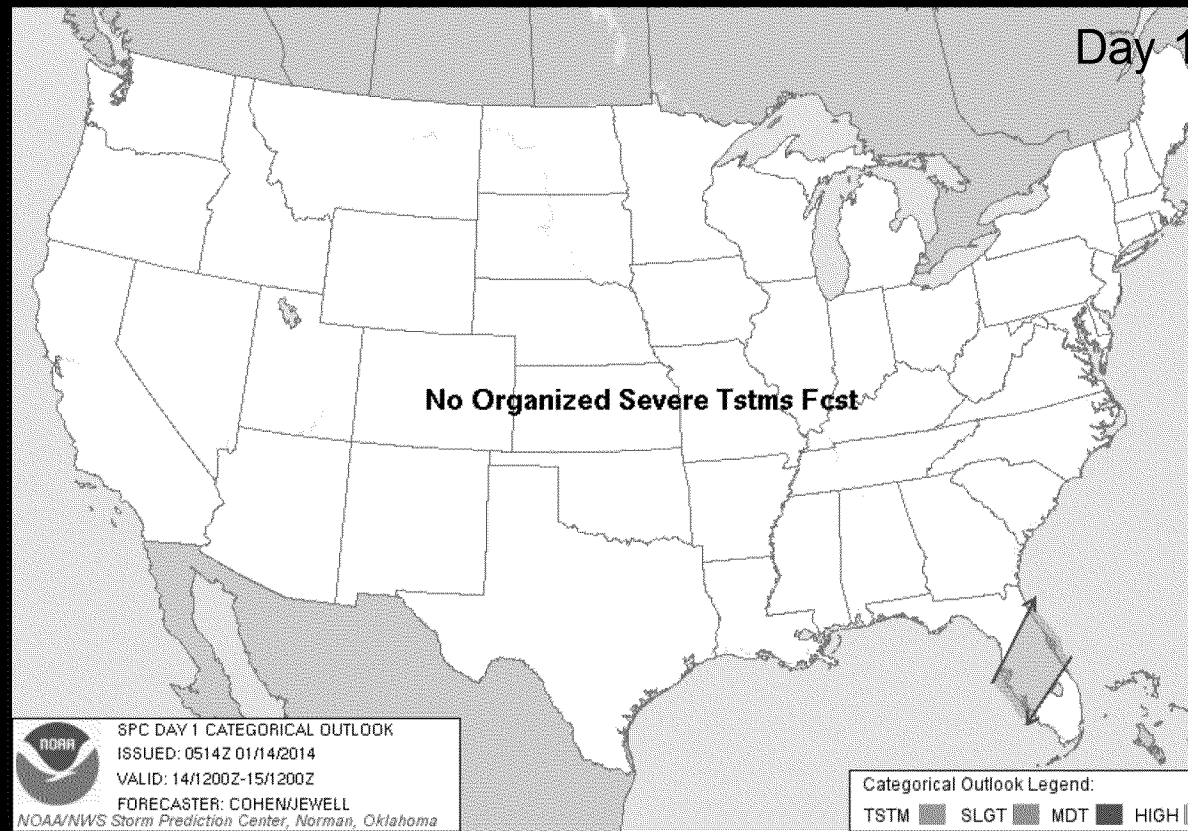 Day 1
No Organized Severe Tstms Fcst
NOAA
SPC DAY 1 CATEGORICAL OUTLOOK
ISSUED: 0514Z 01/14/2014
VALID: 14/1200Z-15/1200Z
FORECASTER: COHEN/JEWELL
NOAA/NWS Storm Prediction Center, Norman, Oklahoma
Categorical Outlook Legend:
TSTM SLGT MDT HIGH